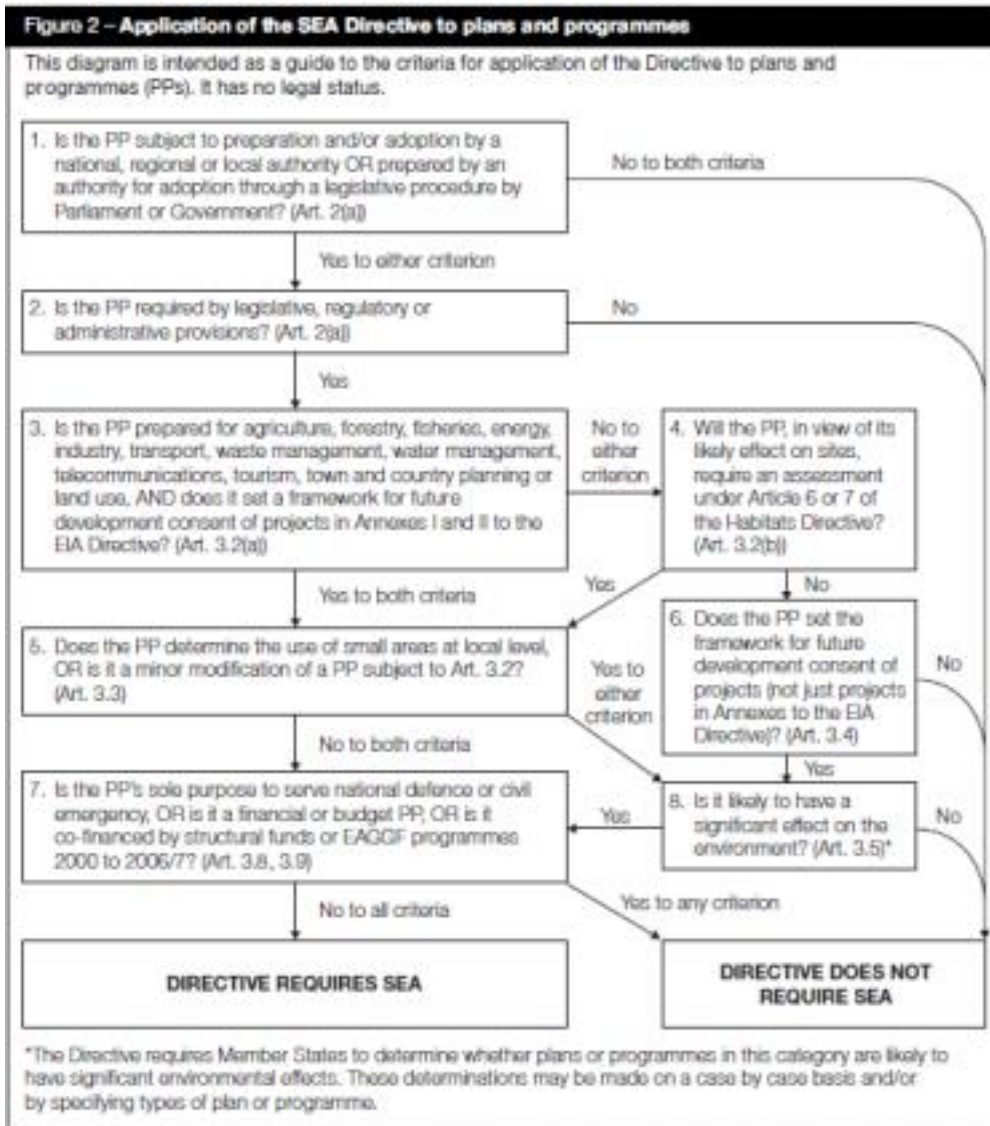 Figure 2 – Application of the SEA Directive to plans and programmes
This diagram is intended as a guide to the criteria for application of the Directive to plans and
programmes (PPs). It has no legal status.
1. Is the PP subject to preparation and/or adoption by a
national, regional or local authority OR prepared by an
authority for adoption through a legislative procedure by
Parliament or Government? (Art. 2(a))
No to both criteria
Yes to either criterion
2. Is the PP required by legislative, regulatory or
administrative provisions? (Art. 2(a))
No
Yes
3. Is the PP prepared for agriculture, forestry, fisheries, energy,
industry, transport, waste management, water management,
telecommunications, tourism, town and country planning or
land use, AND does it set a framework for future
development consent of projects in Annexes I and II to the
EIA Directive? (Art. 3.2(a))
No to
either
criterion
4. Will the PP, in view of its
likely effect on sites,
require an assessment
under Article 6 or 7 of
the Habitats Directive?
(Art. 3.2(b))
Yes to both criteria
Yes
No
5. Does the PP determine the use of small areas at local level,
OR is it a minor modification of a PP subject to Art. 3.2?
(Art. 3.3)
Yes to
either
criterion
6. Does the PP set the
framework for future
development consent of
projects (not just projects
in Annexes to the EIA
Directive)? (Art. 3.4)
No
No to both criteria
Yes
7. Is the PP's sole purpose to serve national defence or civil
emergency, OR is it a financial or budget PP, OR is it
co-financed by structural funds or EAGGF programmes
2000 to 2006/7? (Art. 3.8, 3.9)
Yes
8. Is it likely to have a
significant effect on the
environment? (Art. 3.5)*
No
No to all criteria
Yes to any criterion
DIRECTIVE REQUIRES SEA
DIRECTIVE DOES NOT
REQUIRE SEA
*The Directive requires Member States to determine whether plans or programmes in this category are likely to
have significant environmental effects. These determinations may be made on a case by case basis and/or
by specifying types of plan or programme.